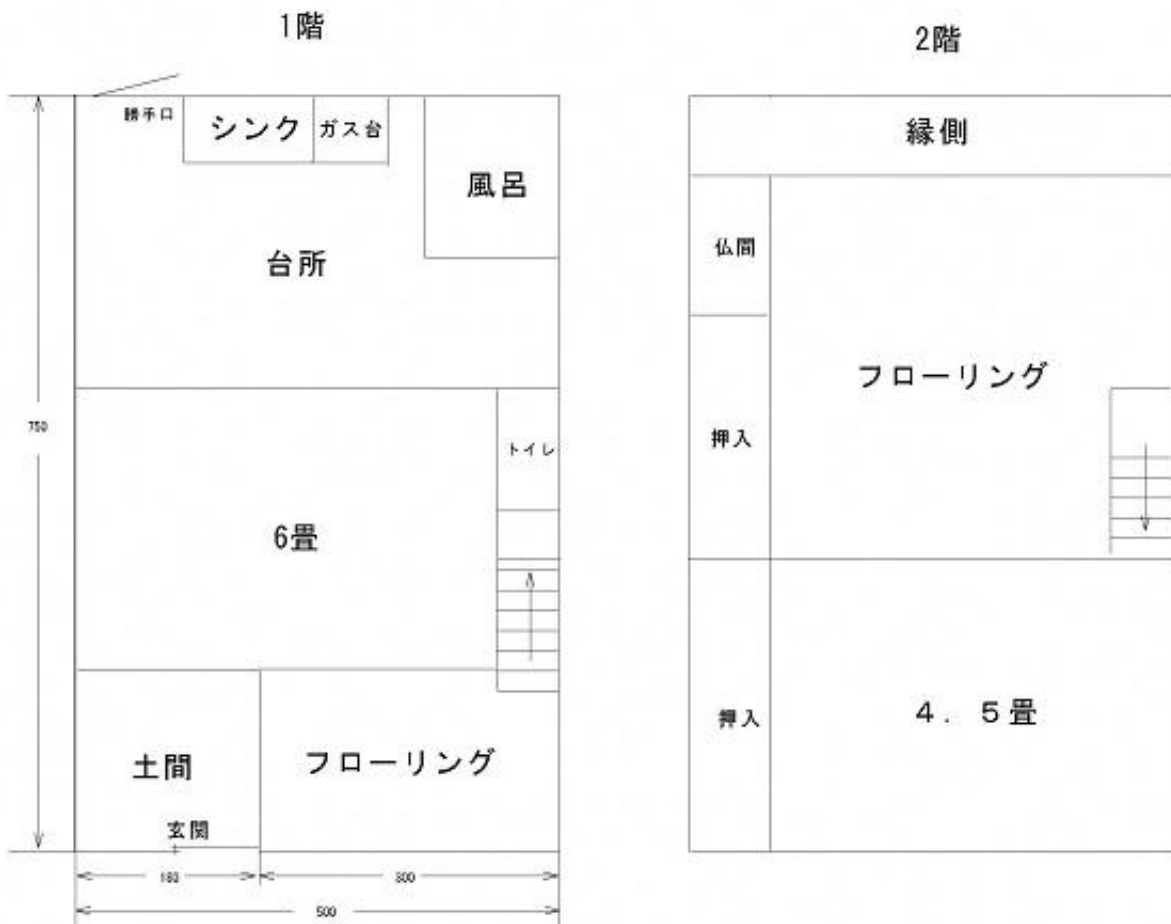 1階
2階
勝手口
シンク
ガス台
風呂
台所
縁側
仏間
フローリング
押入
トイレ
6畳
750
土間
フローリング
玄関
押入
4.5畳
180
300
500